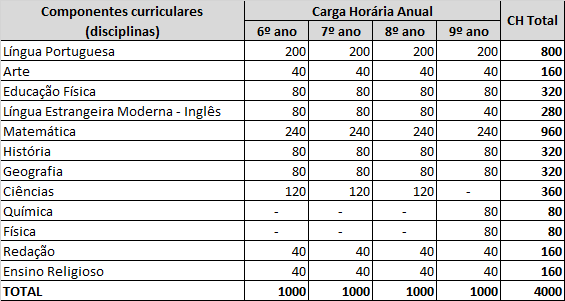 Componentes curriculares (disciplinas) Carga Horária Anual CH Total
6º ano 7º ano 8º ano 9º ano
Língua Portuguesa 200 200 200 200 800
Arte 40 40 40 40 160
Educação Física 80 80 80 80 320
Língua Estrangeira Moderna - Inglês 80 80 80 40 280
Matemática 240 240 240 240 960
História 80 80 80 80 320
Geografia 80 80 80 80 320
Ciências 120 120 120 - 360
Química - - - 80 80
Física - - - 80 80
Redação 40 40 40 40 160
Ensino Religioso 40 40 40 40 160
TOTAL 1000 1000 1000 1000 4000